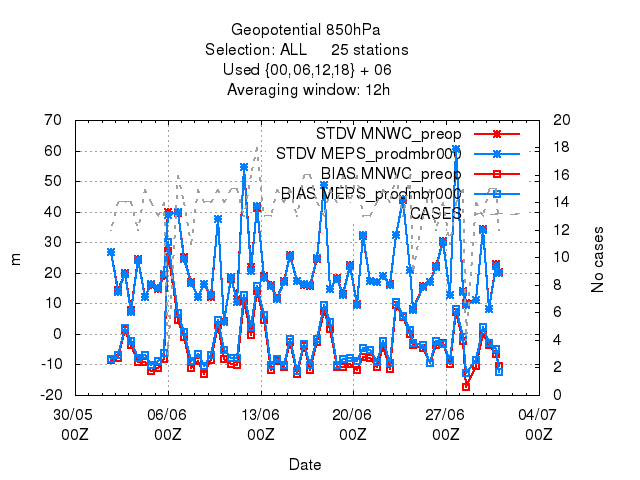 Geopotential 850hPa
Selection: ALL 25 stations
Used {00,06,12,18} + 06
Averaging window: 12h
STDV MNWC_preop
STDV MEPS_prodmbr000
BIAS MNWC_preop
BIAS MEPS_prodmbr000
CASES
m
70
60
50
40
30
20
10
0
-10
-20
No cases
20
18
16
14
12
10
8
6
4
2
0
30/05 06/06 13/06 20/06 27/06 04/07
00Z 00Z 00Z 00Z 00Z 00Z
Date